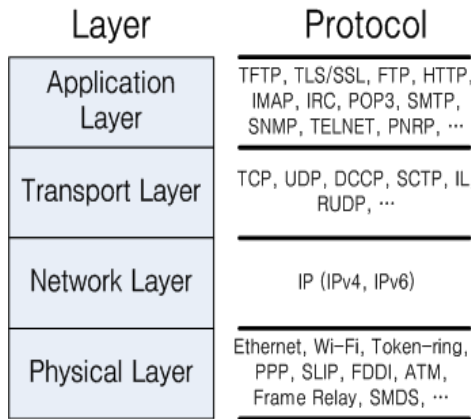 Layer Protocol
Application
Layer
TFTP, TLS/SSL, FTP, HTTP,
IMAP, IRC, POP3, SMTP,
SNMP, TELNET, PNRP, …
Transport Layer
TCP, UDP, DCCP, SCTP, IL
RUDP, …
Network Layer
IP (IPv4, IPv6)
Physical Layer
Ethernet, Wi-Fi, Token-ring,
PPP, SLIP, FDDI, ATM,
Frame Relay, SMDS, …